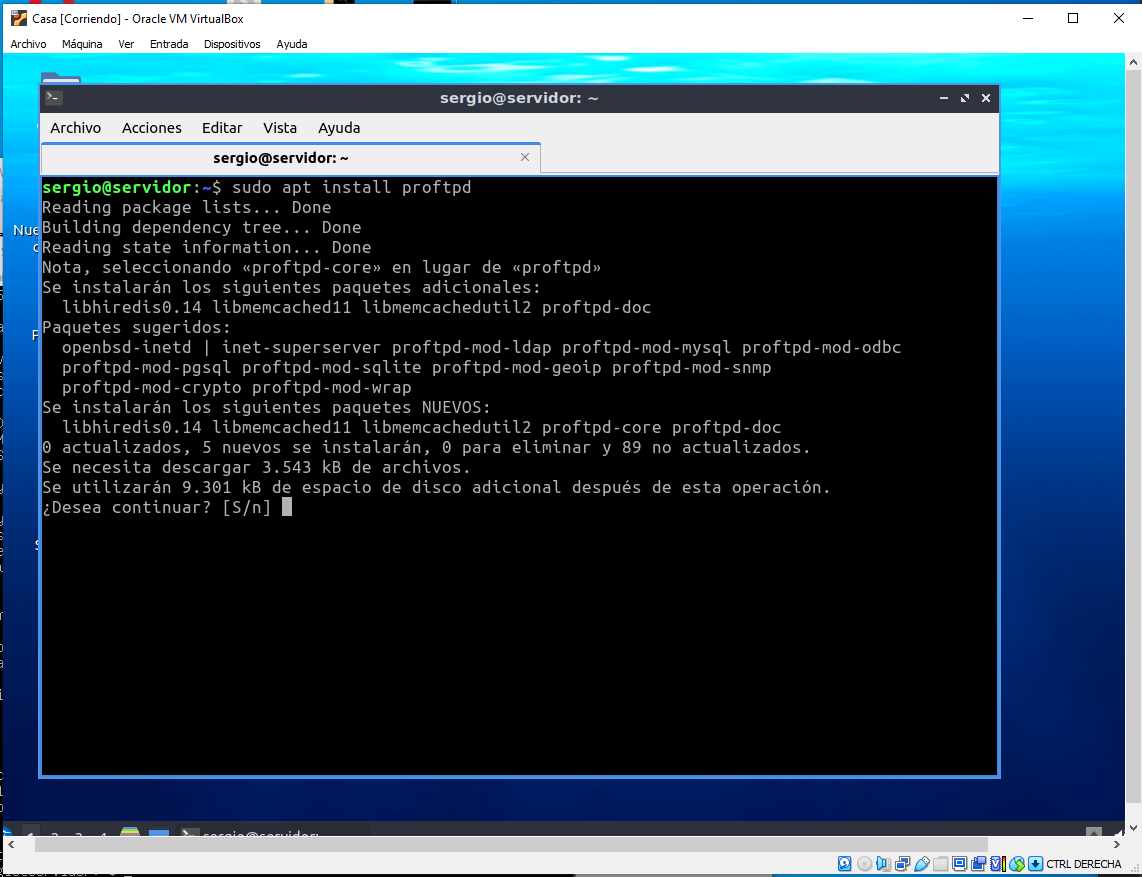 Casa [Corriendo] - Oracle VM VirtualBox
Archivo Máquina Ver Entrada Dispositivos Ayuda
sergio@servidor: ~
Archivo Acciones Editar Vista Ayuda
sergio@servidor: ~
sergio@servidor:~$ sudo apt install proftpd
Reading package lists... Done
Building dependency tree... Done
Reading state information... Done
Nota, seleccionando «proftpd-core» en lugar de «proftpd»
Se instalarán los siguientes paquetes adicionales:
libhiredis0.14 libmemcached11 libmemcachedutil2 proftpd-doc
Paquetes sugeridos:
openbsd-inetd | inet-superserver proftpd-mod-ldap proftpd-mod-mysql proftpd-mod-odbc
proftpd-mod-pgsql proftpd-mod-sqlite proftpd-mod-geoip proftpd-mod-snmp
proftpd-mod-crypto proftpd-mod-wrap
Se instalarán los siguientes paquetes NUEVOS:
libhiredis0.14 libmemcached11 libmemcachedutil2 proftpd-core proftpd-doc
0 actualizados, 5 nuevos se instalarán, 0 para eliminar y 89 no actualizados.
Se necesita descargar 3.543 kB de archivos.
Se utilizarán 9.301 kB de espacio de disco adicional después de esta operación.
¿Desea continuar? [S/n]
sergio@servidor:
CTRL DERECHA